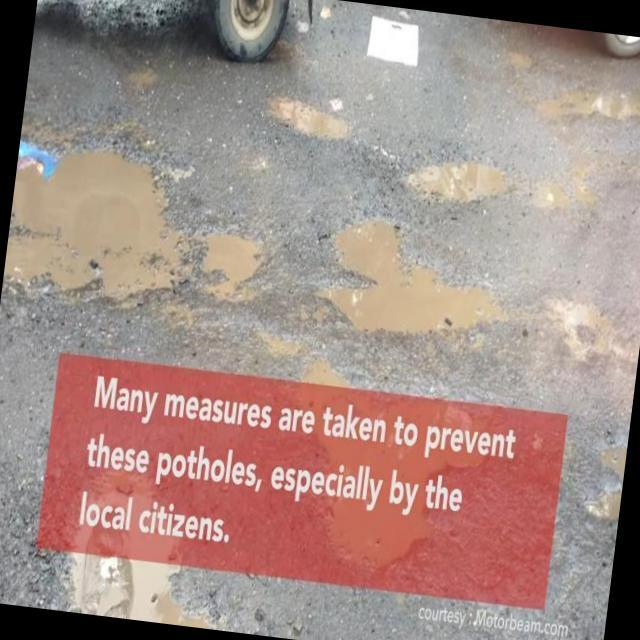 Many measures are taken to prevent
these potholes, especially by the
local citizens.
courtesy : Motorbeam.com